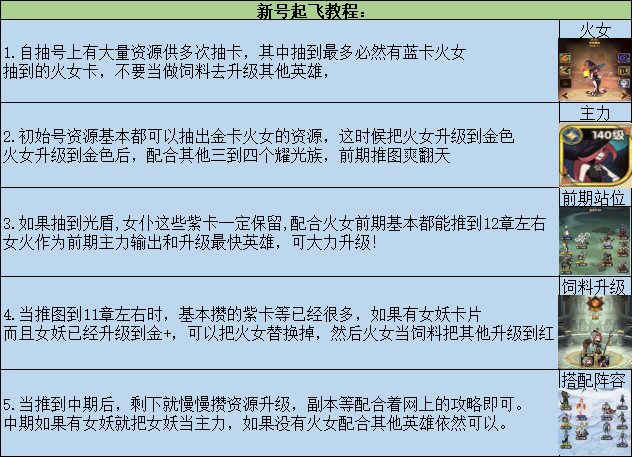 新号起飞教程：
火女
1.自抽号上有大量资源供多次抽卡，其中抽到最多必然有蓝卡火女
抽到的火女卡，不要当做饲料去升级其他英雄，
主力
140级
2.初始号资源基本都可以抽出金卡火女的资源，这时候把火女升级到金色
火女升级到金色后，配合其他三到四个耀光族，前期推图爽翻天
前期站位
3.如果抽到光盾,女仆这些紫卡一定保留,配合火女前期基本都能推到12章左右
女火作为前期主力输出和升级最快英雄，可大力升级!
饲料升级
4.当推图到11章左右时，基本攒的紫卡等已经很多，如果有女妖卡片
而且女妖已经升级到金+，可以把火女替换掉，然后火女当饲料把其他升级到红
搭配阵容
5.当推到中期后，剩下就慢慢攒资源升级，副本等配合着网上的攻略即可。
中期如果有女妖就把女妖当主力，如果没有火女配合其他英雄依然可以。